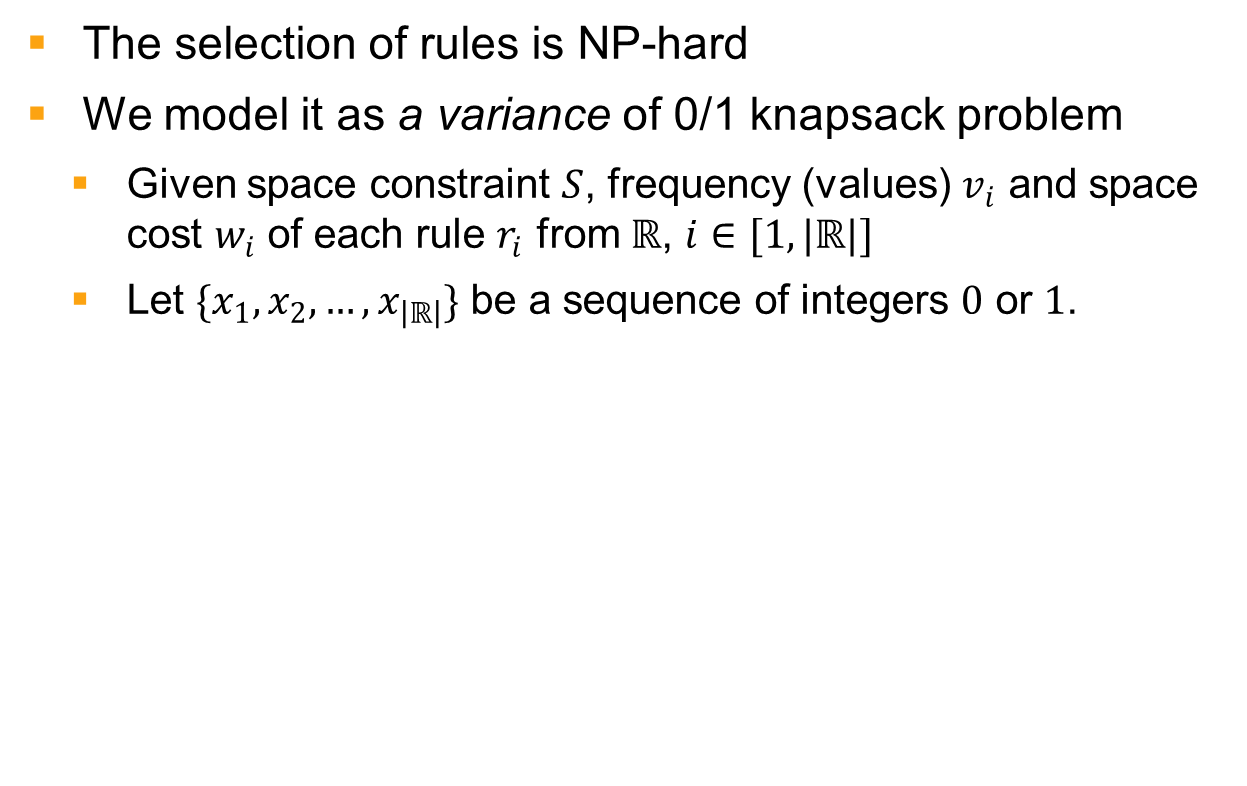 ▪ The selection of rules is NP-hard
▪ We model it as a variance of 0/1 knapsack problem
▪ Given space constraint 𝑆, frequency (values) 𝑣ᵢ and space
cost 𝑤ᵢ of each rule 𝑟ᵢ from ℝ, 𝑖 ∈ [1, |ℝ|]
▪ Let {𝑥₁, 𝑥₂, … , 𝑥_|ℝ|} be a sequence of integers 0 or 1.